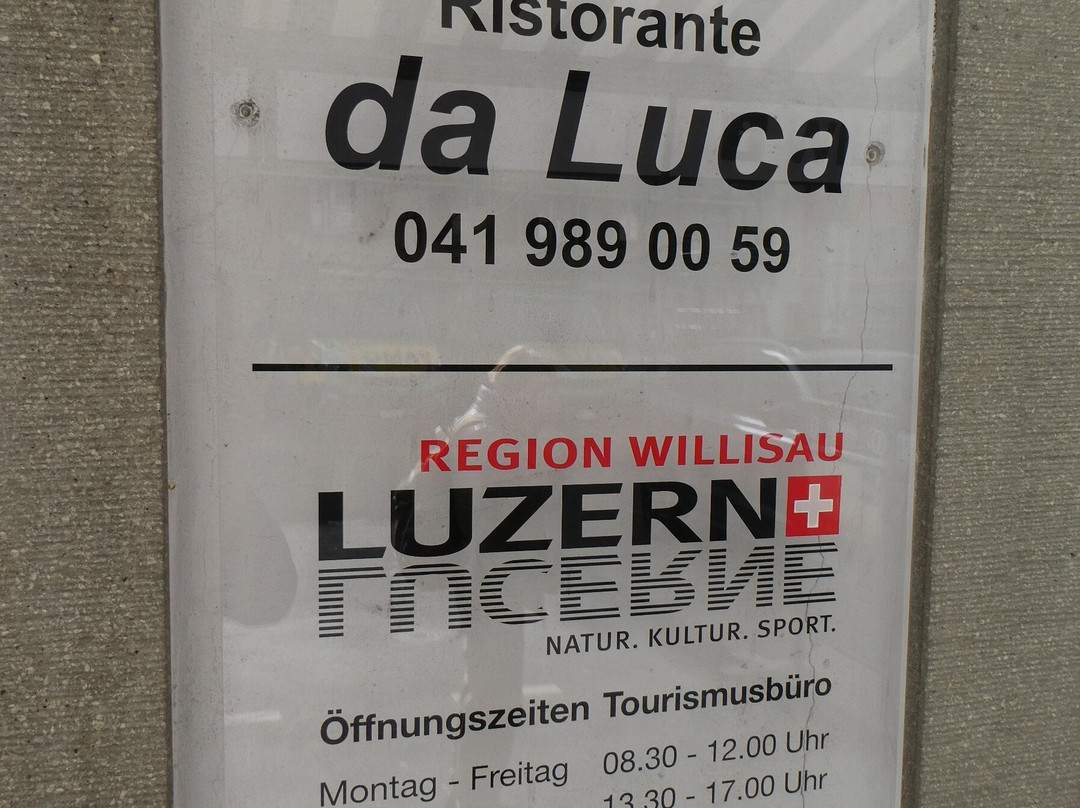 Ristorante
da Luca
041 989 00 59
REGION WILLISAU
LUZERN
LUCERNE
NATUR. KULTUR. SPORT.
Öffnungszeiten Tourismusbüro
Montag - Freitag 08.30 - 12.00 Uhr
13.30 - 17.00 Uhr